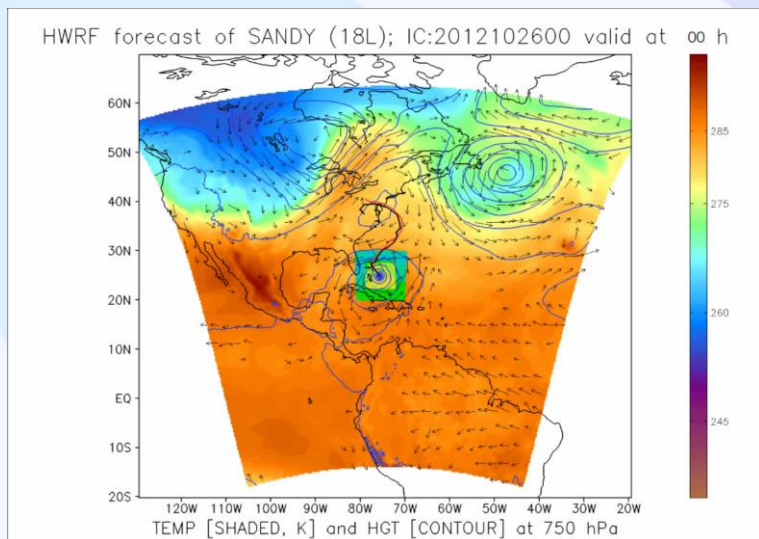 HWRF forecast of SANDY (18L); IC:2012102600 valid at 00 h
60N
50N
40N
30N
20N
10N
EQ
10S
20S
120W 110W 100W 90W 80W 70W 60W 50W 40W 30W 20W
285
275
260
245
TEMP [SHADED, K] and HGT [CONTOUR] at 750 hPa